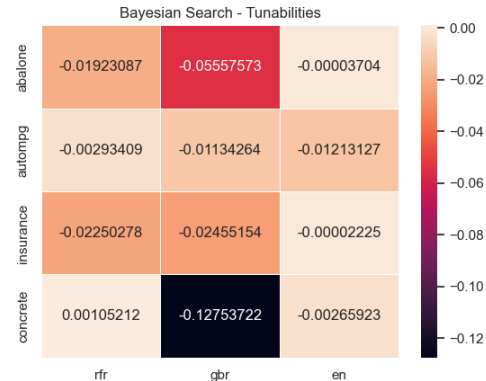 Bayesian Search - Tunabilities
abalone -0.01923087 -0.05557573 -0.00003704
autompg -0.00293409 -0.01134264 -0.01213127
insurance -0.02250278 -0.02455154 -0.00002225
concrete 0.00105212 -0.12753722 -0.00265923
rfr gbr en
0.00
-0.02
-0.04
-0.06
-0.08
-0.10
-0.12